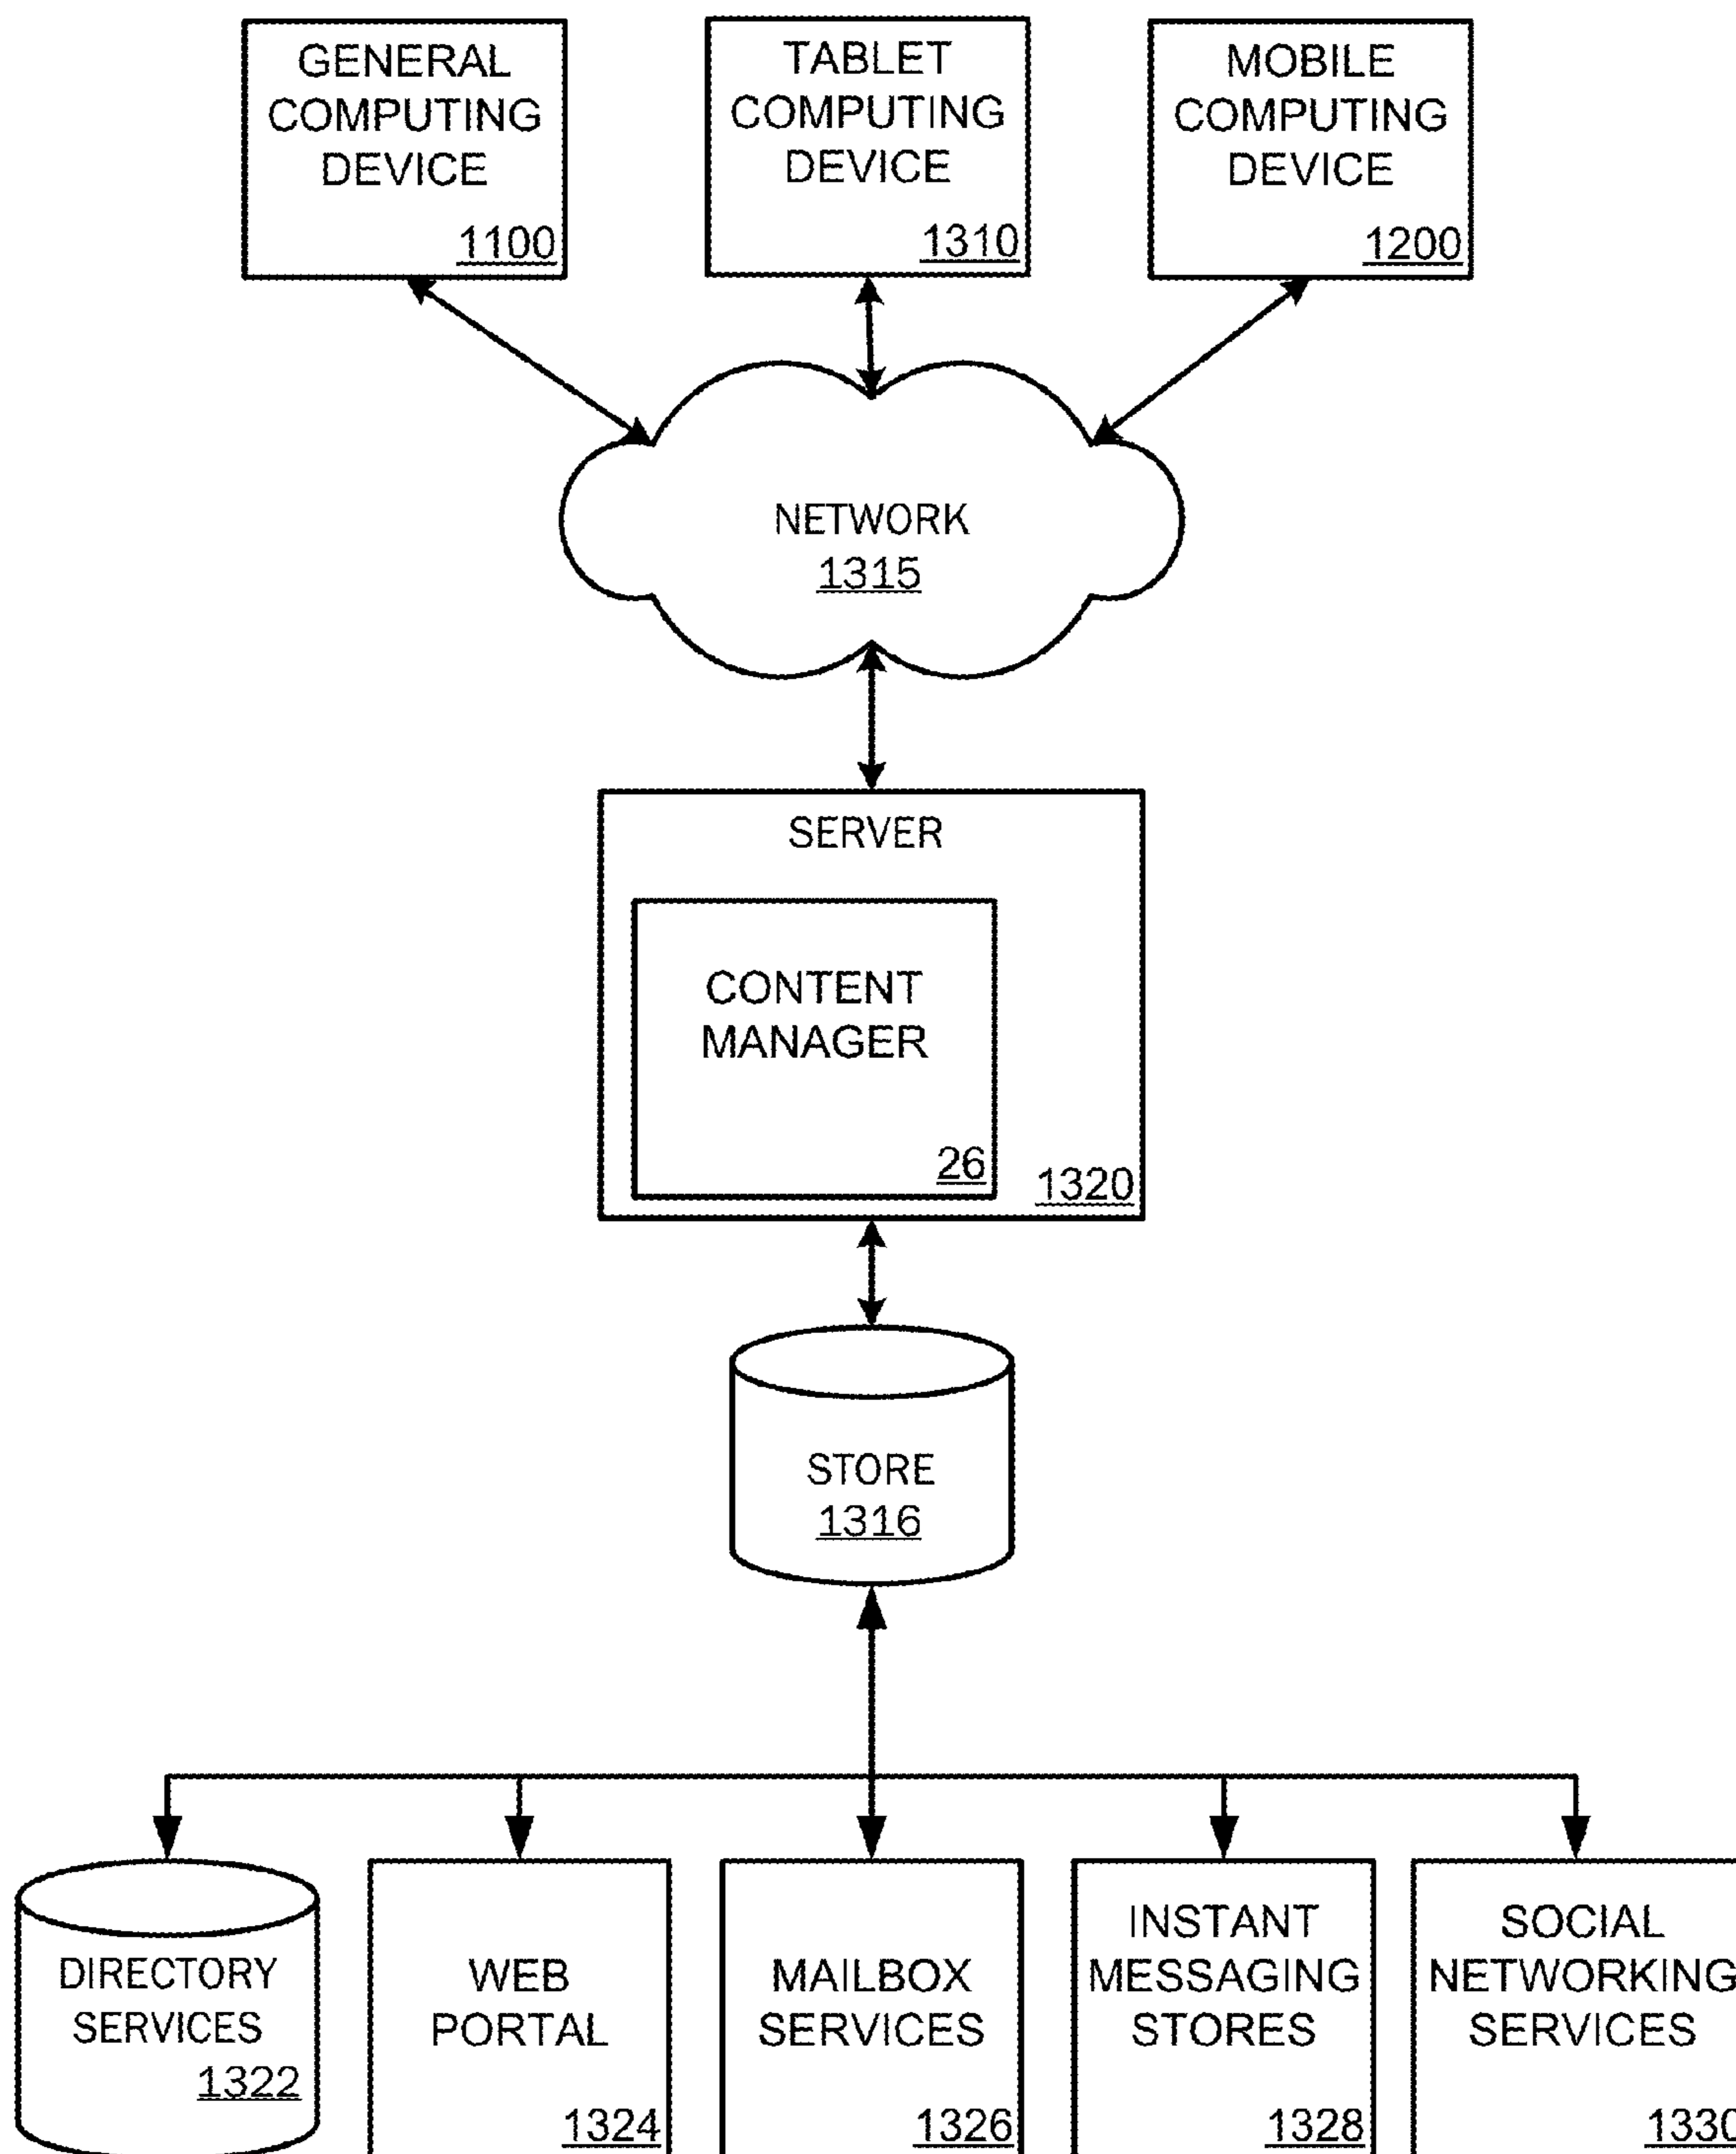 GENERAL
COMPUTING
DEVICE
1100
TABLET
COMPUTING
DEVICE
1310
MOBILE
COMPUTING
DEVICE
1200
NETWORK
1315
SERVER
CONTENT
MANAGER
26
1320
STORE
1316
DIRECTORY
SERVICES
1322
WEB
PORTAL
1324
MAILBOX
SERVICES
1326
INSTANT
MESSAGING
STORES
1328
SOCIAL
NETWORKING
SERVICES
1330